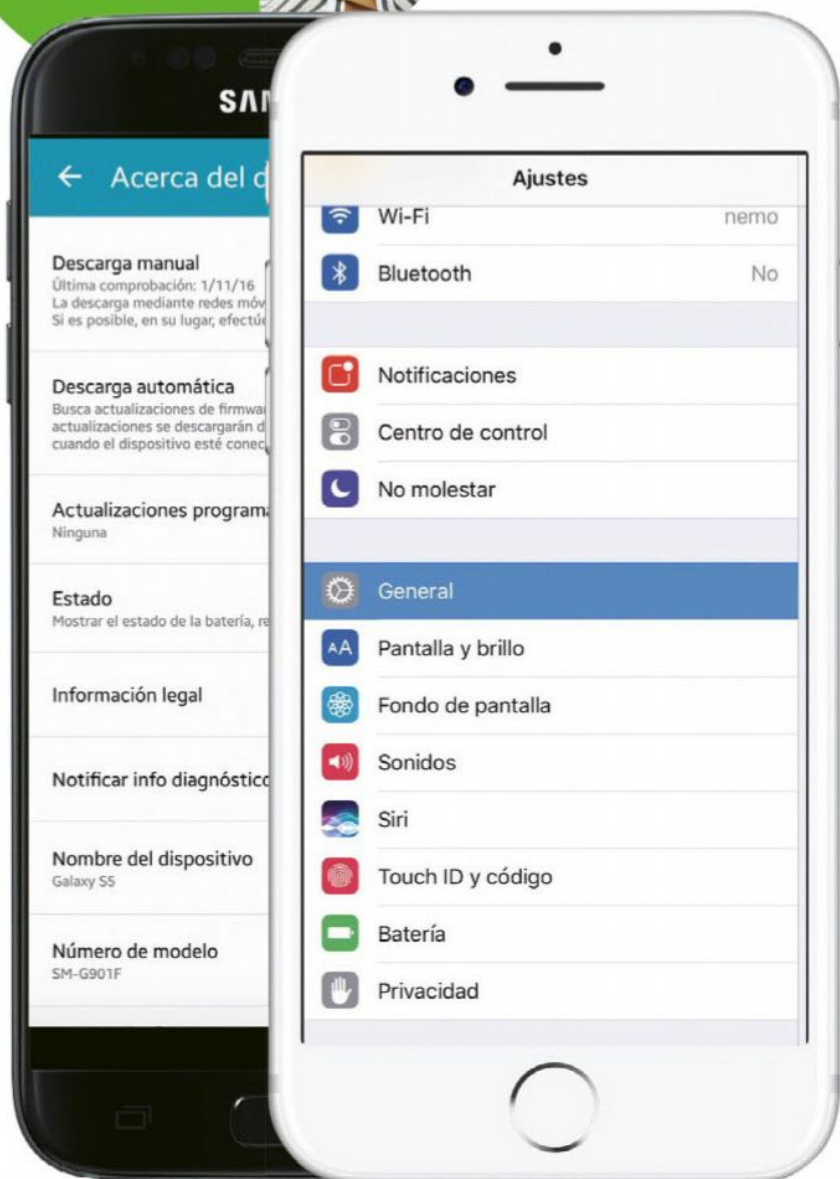 SAM
← Acerca del d
Descarga manual
Última comprobación: 1/11/16
La descarga mediante redes móv
Si es posible, en su lugar, efectú
Descarga automática
Busca actualizaciones de firmwa
actualizaciones se descargarán d
cuando el dispositivo esté conec
Actualizaciones programa
Ninguna
Estado
Mostrar el estado de la batería, re
Información legal
Notificar info diagnóstico
Nombre del dispositivo
Galaxy S5
Número de modelo
SM-G901F
Ajustes
Wi-Fi nemo
Bluetooth No
Notificaciones
Centro de control
No molestar
General
AA Pantalla y brillo
Fondo de pantalla
Sonidos
Siri
Touch ID y código
Batería
Privacidad